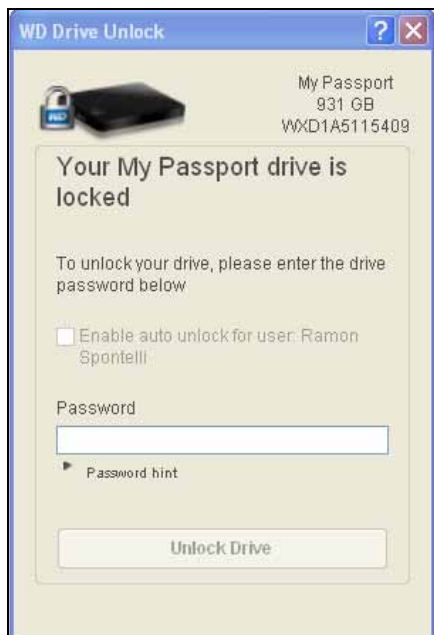 WD Drive Unlock
My Passport
931 GB
WXD1A5115409
WD
Your My Passport drive is
locked
To unlock your drive, please enter the drive
password below
Enable auto unlock for user: Ramon
Spontelli
Password
Password hint
Unlock Drive